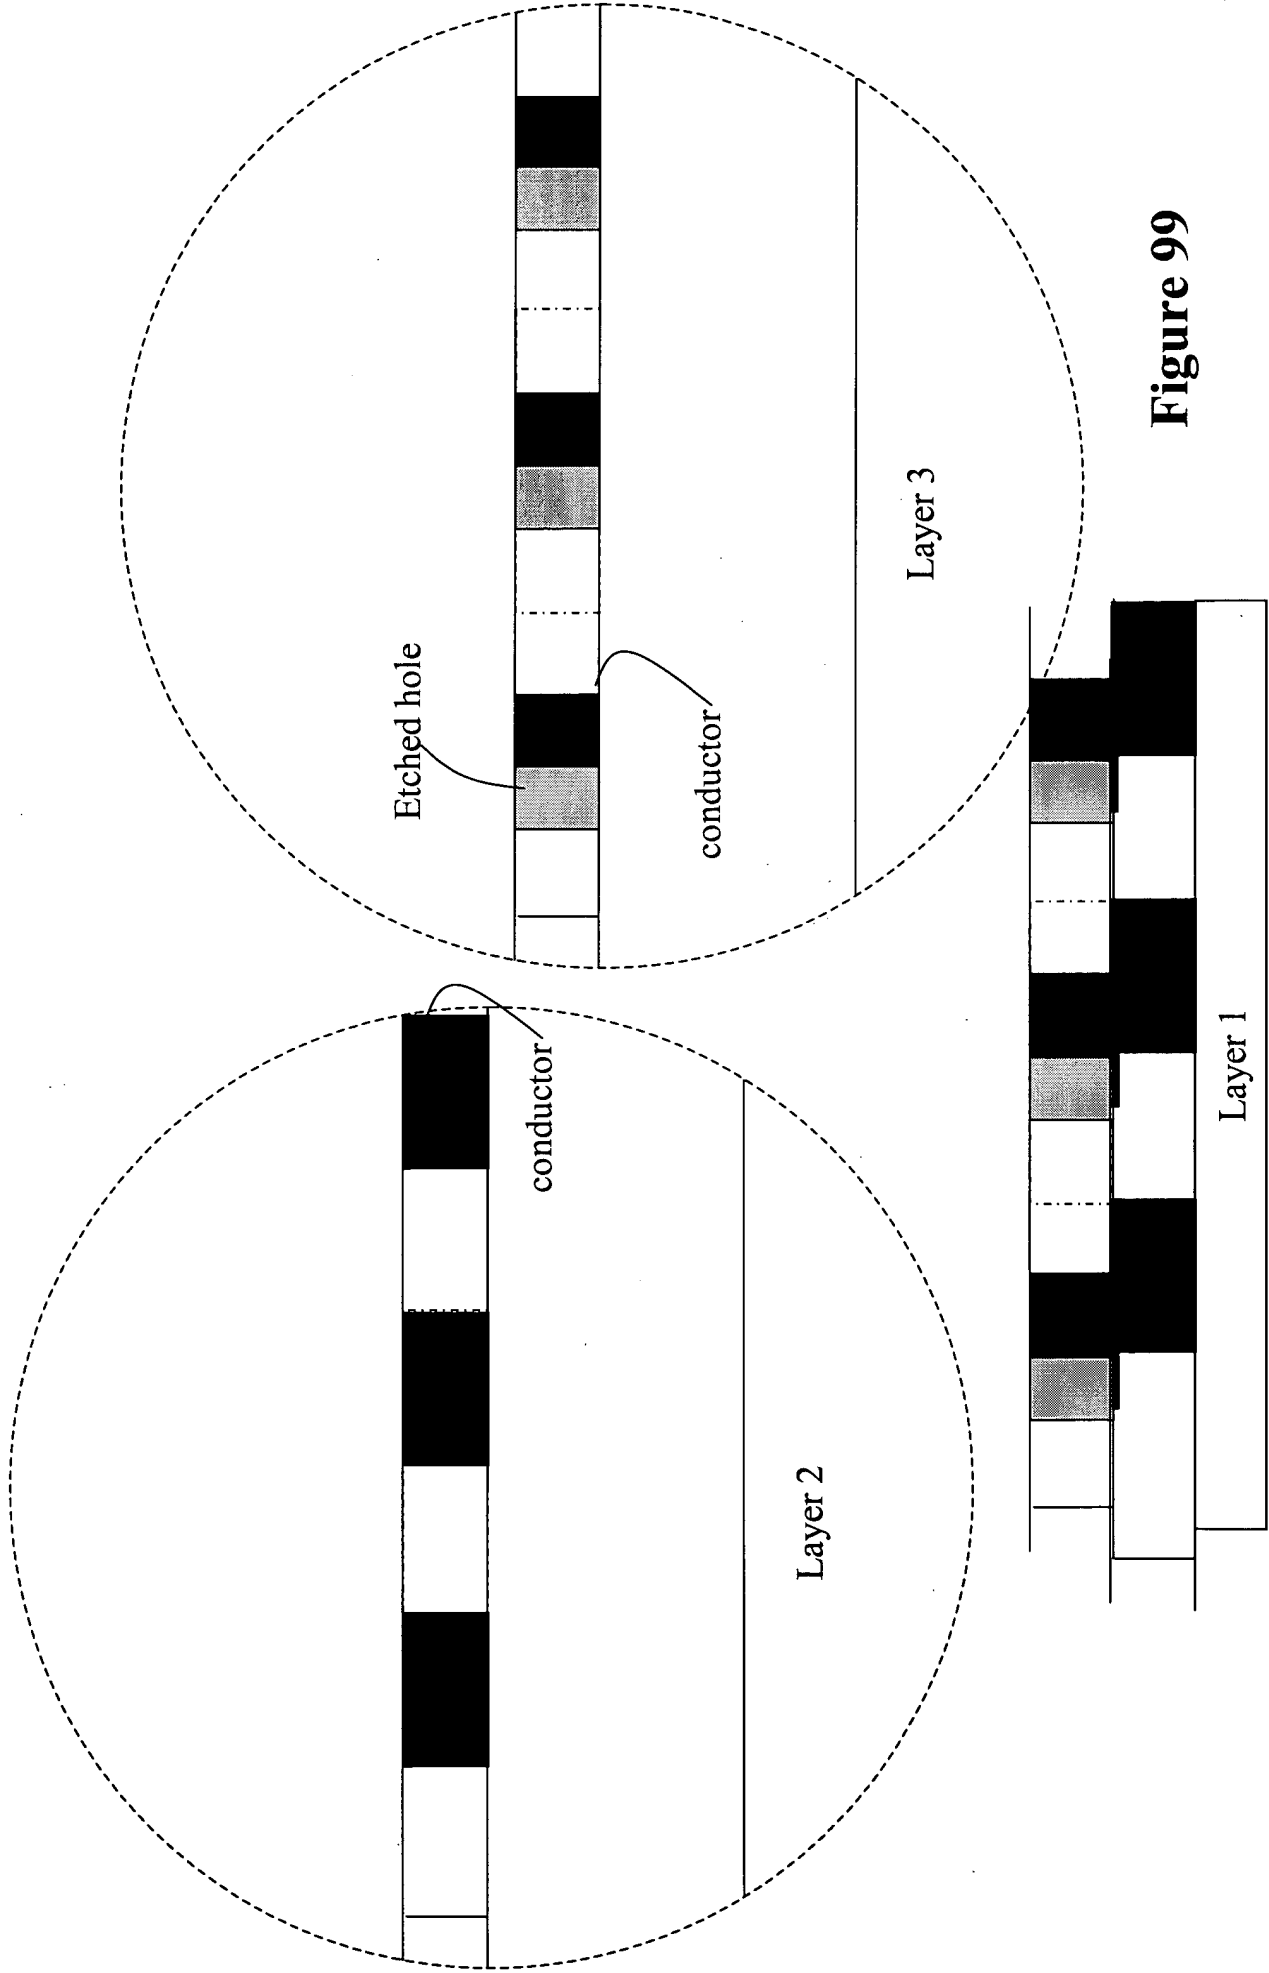 Etched hole
conductor
Layer 3
conductor
Layer 2
Layer 1
Figure 99